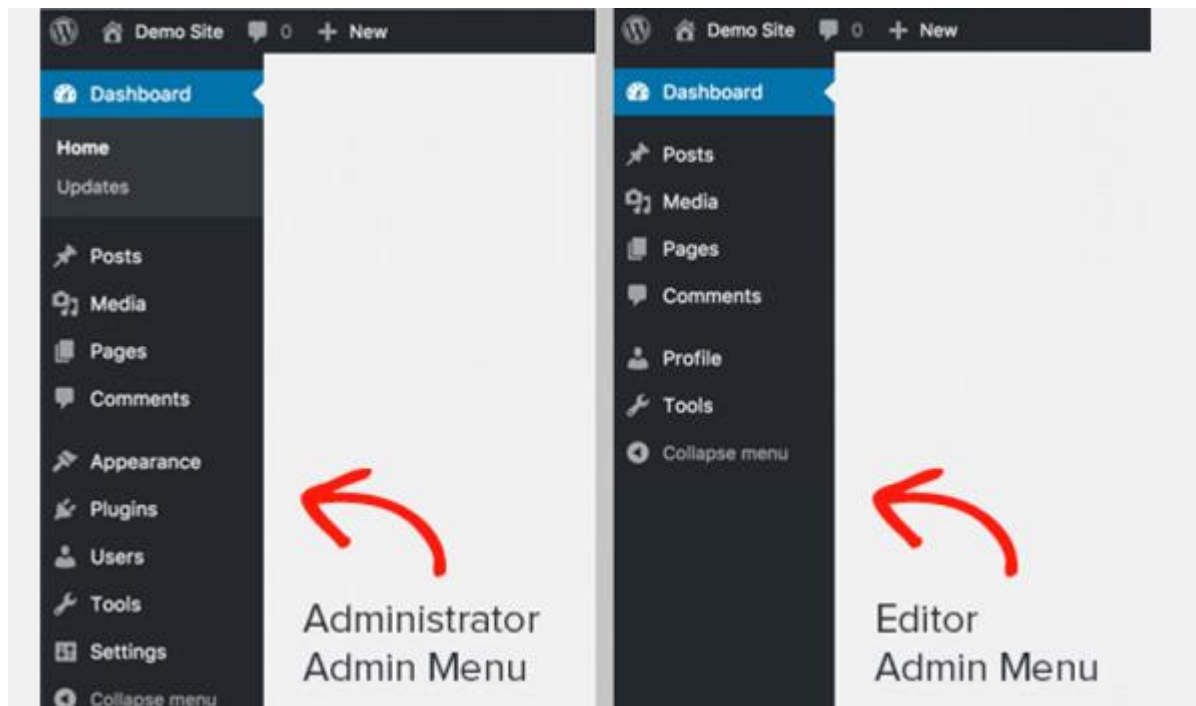 Demo Site 0 + New
Dashboard
Home
Updates
Posts
Media
Pages
Comments
Appearance
Plugins
Users
Tools
Settings
Collapse menu
Administrator
Admin Menu
Demo Site 0 + New
Dashboard
Posts
Media
Pages
Comments
Profile
Tools
Collapse menu
Editor
Admin Menu